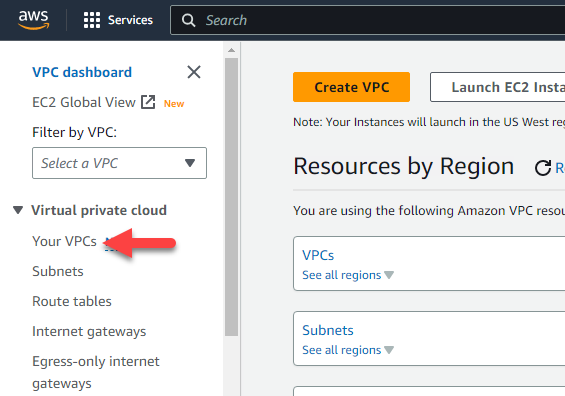 aws
Services
Search
VPC dashboard
EC2 Global View
New
Filter by VPC:
Select a VPC
Virtual private cloud
Your VPCs
Subnets
Route tables
Internet gateways
Egress-only internet
gateways
Create VPC
Launch EC2
Note: Your Instances will launch in the US West
Resources by Region
You are using the following Amazon VPC
VPCs
See all regions
Subnets
See all regions